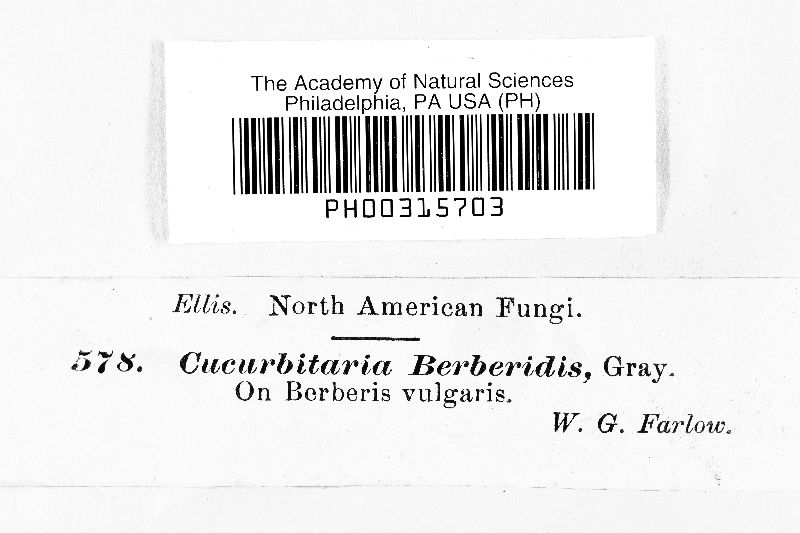 The Academy of Natural Sciences
Philadelphia, PA USA (PH)
PH00315703
Ellis. North American Fungi.
578. Cucurbitaria Berberidis, Gray.
On Berberis vulgaris.
W. G. Farlow.